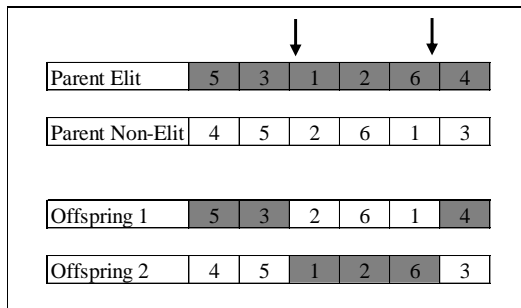 Parent Elit 5 3 1 2 6 4
Parent Non-Elit 4 5 2 6 1 3
Offspring 1 5 3 2 6 1 4
Offspring 2 4 5 1 2 6 3